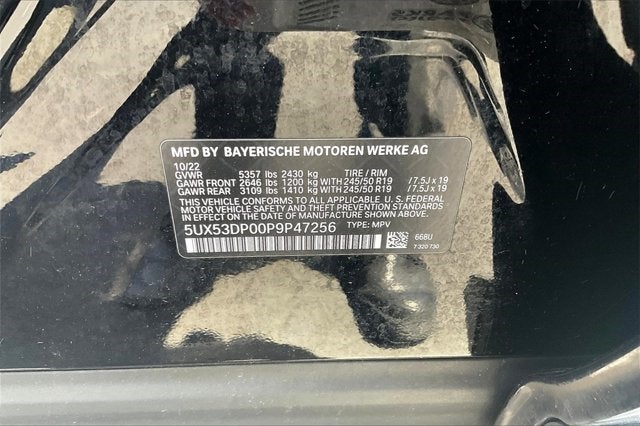 MFD BY BAYERISCHE MOTOREN WERKE AG
10/22
GVWR 5357 lbs 2430 kg TIRE / RIM
GAWR FRONT 2646 lbs 1200 kg WITH 245/50 R19 /7.5J x 19
GAWR REAR 3109 lbs 1410 kg WITH 245/50 R19 /7.5J x 19
THIS VEHICLE CONFORMS TO ALL APPLICABLE U. S. FEDERAL
MOTOR VEHICLE SAFETY AND THEFT PREVENTION STANDARDS
IN EFFECT ON THE DATE OF MANUFACTURE SHOWN ABOVE.
5UX53DP00P9P47256 TYPE: MPV
668U
7 320 730